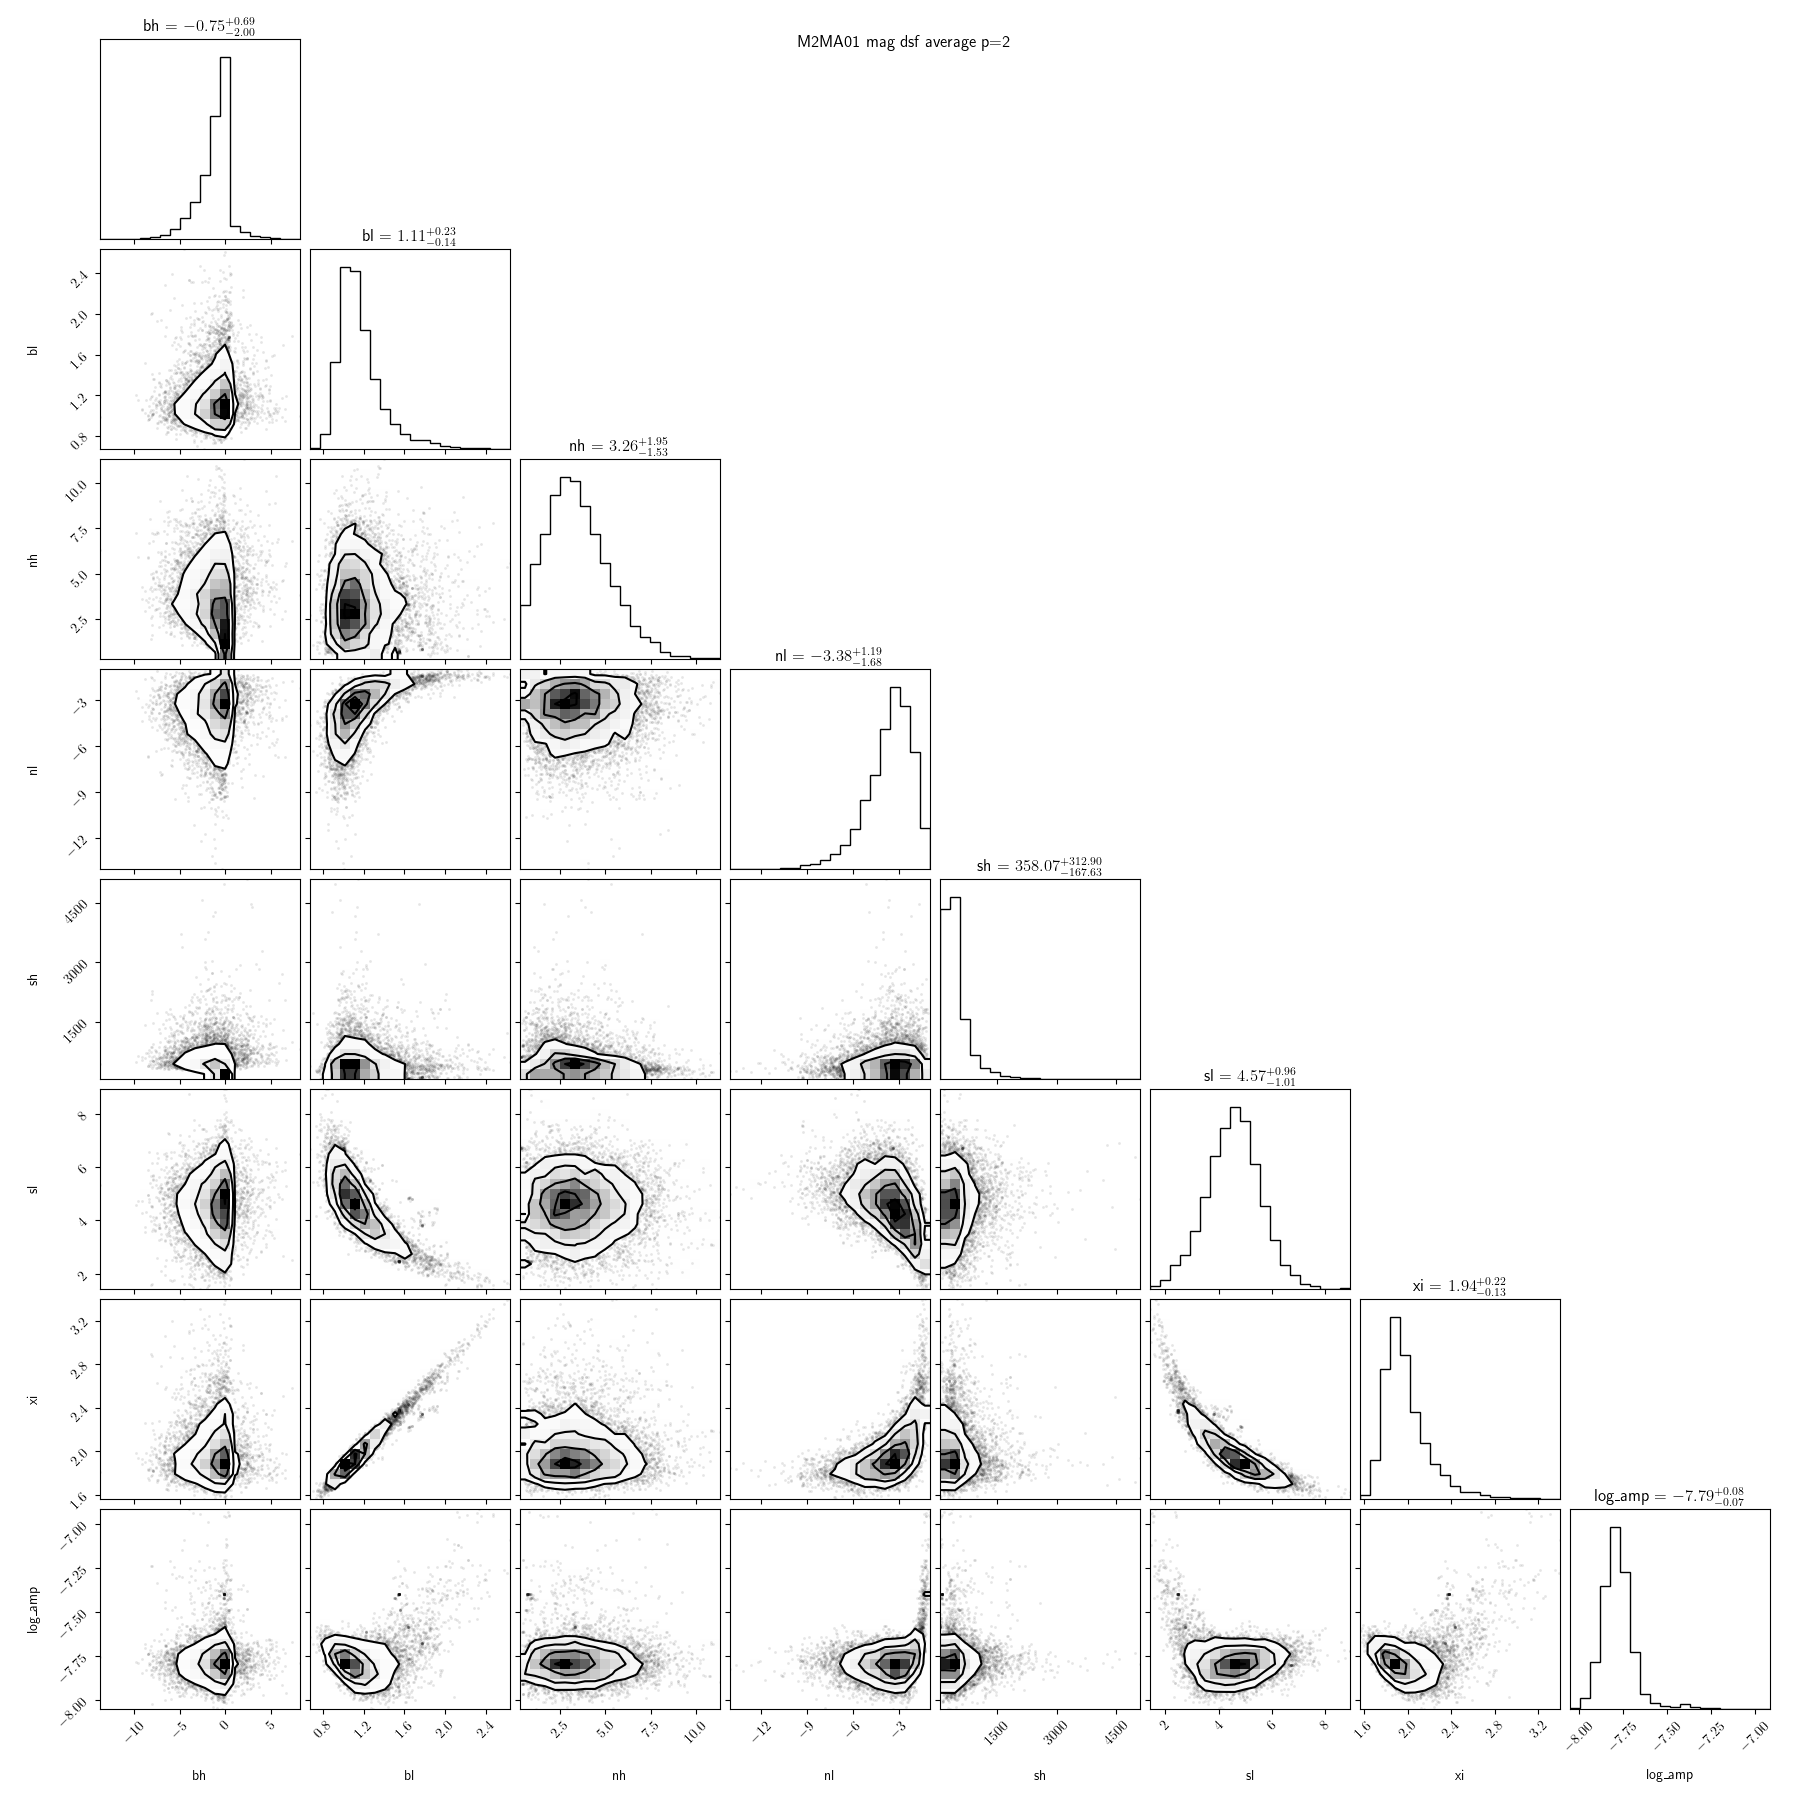 M2MA01 mag dsf average p=2
bh = −0.75+0.69−2.00
bl = 1.11+0.23−0.14
2.4
2.0
1.6
1.2
0.8
bl
nh = 3.26+1.95−1.53
10.0
7.5
5.0
2.5
nh
nl = −3.38+1.19−1.68
−3
−6
−9
−12
nl
sh = 358.07+312.90−167.63
4500
3000
1500
sh
sl = 4.57+0.96−1.01
8
6
4
2
sl
xi = 1.94+0.22−0.13
3.2
2.8
2.4
2.0
1.6
xi
log_amp = −7.79+0.08−0.07
−7.00
−7.25
−7.50
−7.75
−8.00
log_amp
−10 −5 0 5 0.8 1.2 1.6 2.0 2.4 2.5 5.0 7.5 10.0 −12 −9 −6 −3 1500 3000 4500 2 4 6 8 1.6 2.0 2.4 2.8 3.2 −8.00 −7.75 −7.50 −7.25 −7.00
bh bl nh nl sh sl xi log_amp